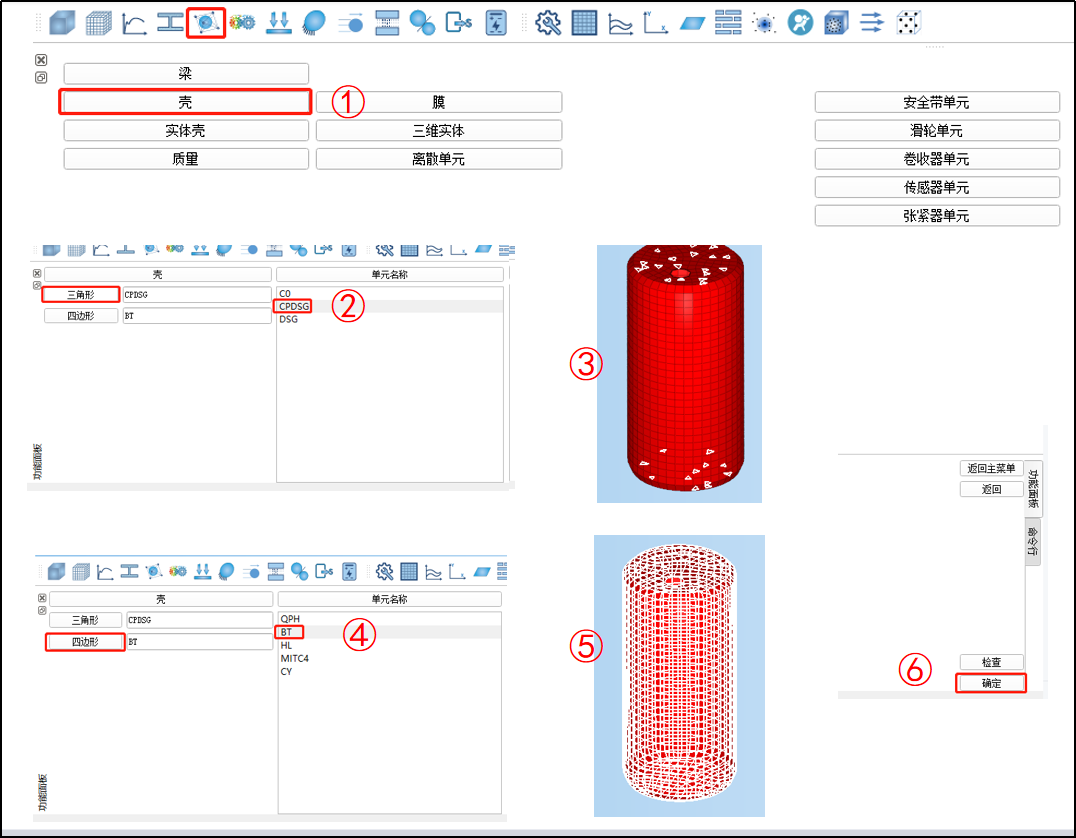 梁
壳
①
膜
安全带单元
实体壳
三维实体
滑轮单元
质量
离散单元
卷收器单元
传感器单元
张紧器单元
壳
单元名称
三角形
CPDSG
四边形
BT
C0
CPDSG
DSG
②
功能面板
③
返回主菜单
返回
功能面板
命令行
检查
确定
⑥
壳
单元名称
三角形
CPDSG
四边形
BT
QPH
BT
HL
MITC4
CY
④
功能面板
⑤